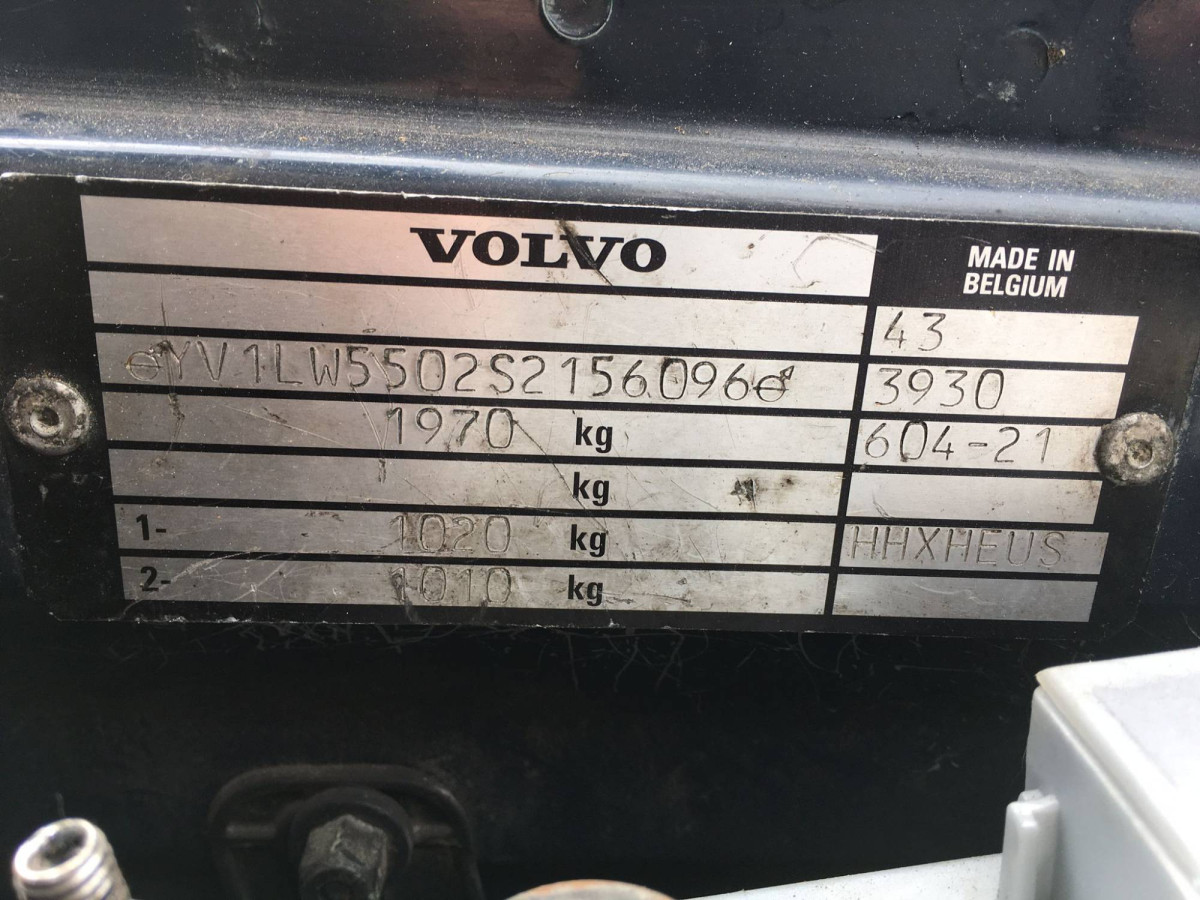 VOLVO
MADE IN
BELGIUM
43
YV1LW5502S2156096
3930
1970 kg
604-21
kg
1- 1020 kg
HHXHEUS
2- 1010 kg